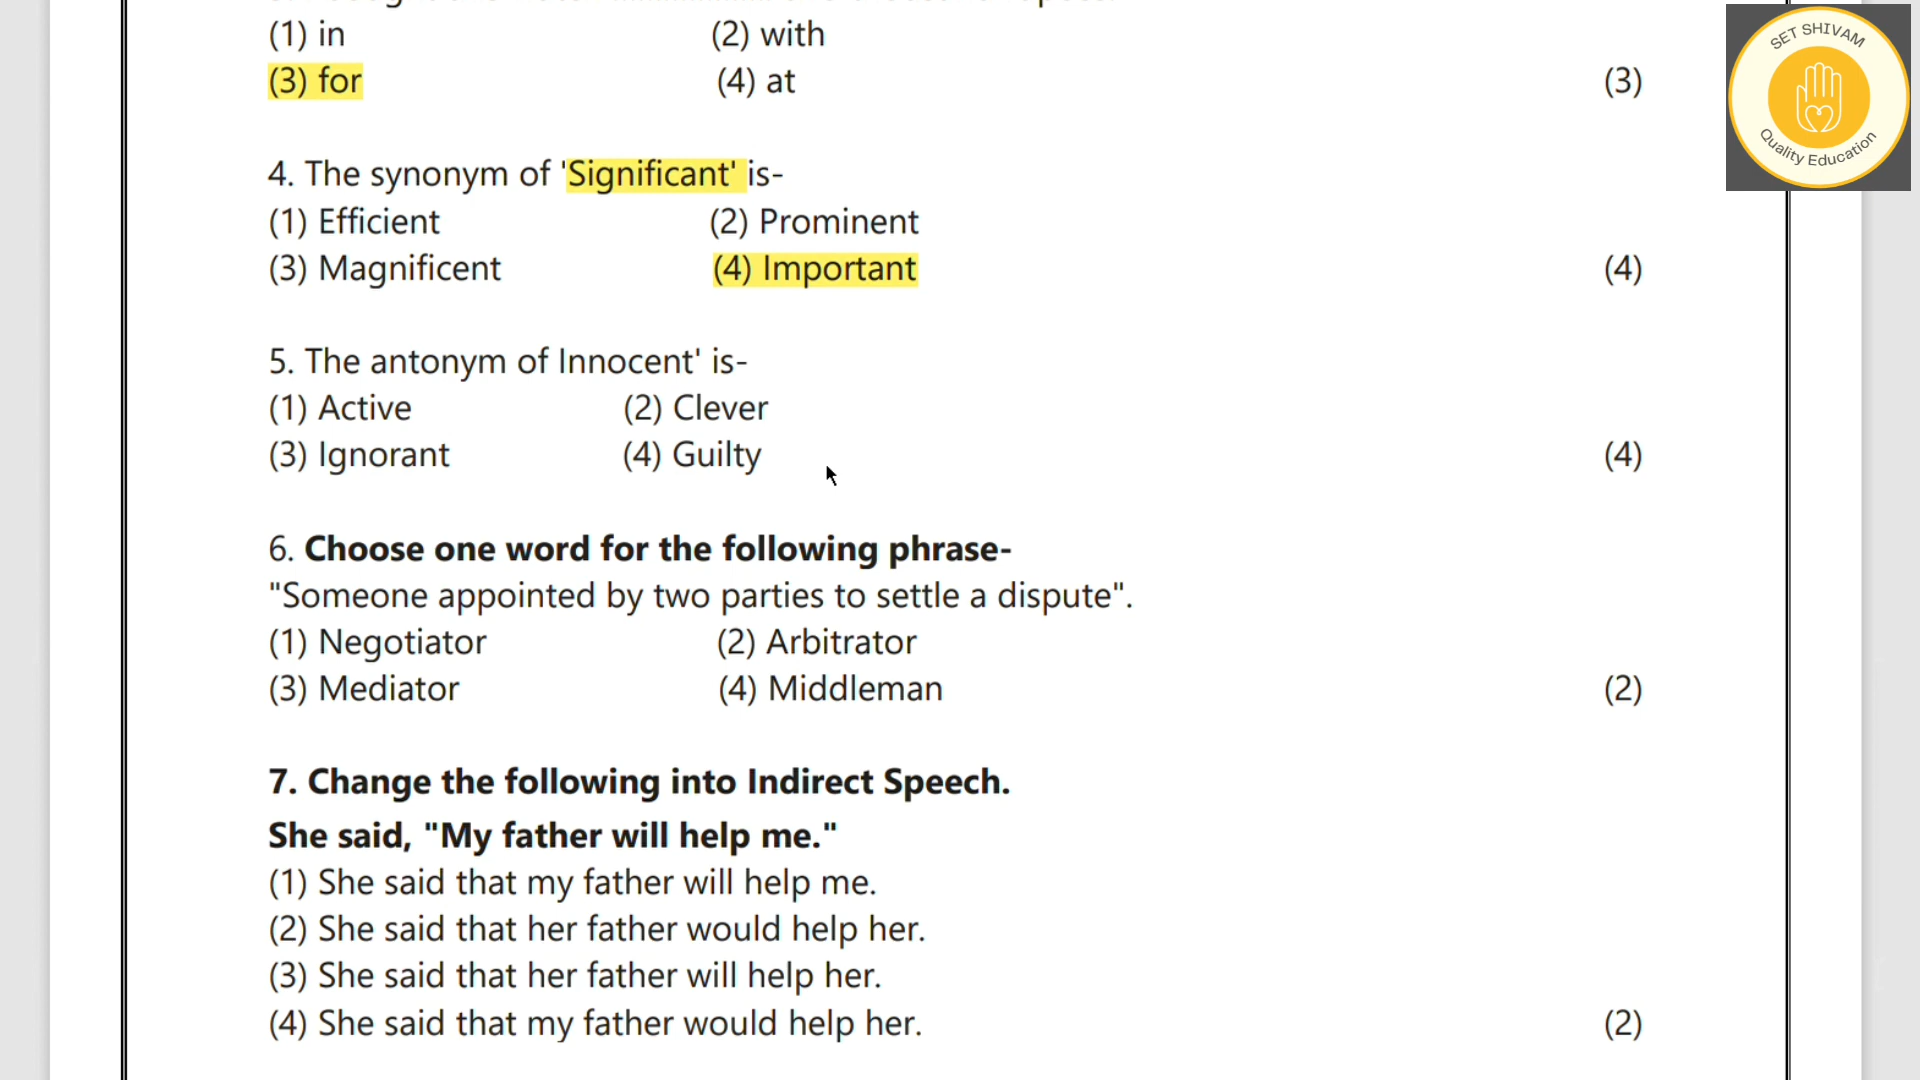 (1) in (2) with
(3) for (4) at (3)
4. The synonym of 'Significant' is-
(1) Efficient (2) Prominent
(3) Magnificent (4) Important (4)
5. The antonym of Innocent' is-
(1) Active (2) Clever
(3) Ignorant (4) Guilty (4)
6. Choose one word for the following phrase-
"Someone appointed by two parties to settle a dispute".
(1) Negotiator (2) Arbitrator
(3) Mediator (4) Middleman (2)
7. Change the following into Indirect Speech.
She said, "My father will help me."
(1) She said that my father will help me.
(2) She said that her father would help her.
(3) She said that her father will help her.
(4) She said that my father would help her. (2)
SET SHIVAM
Quality Education